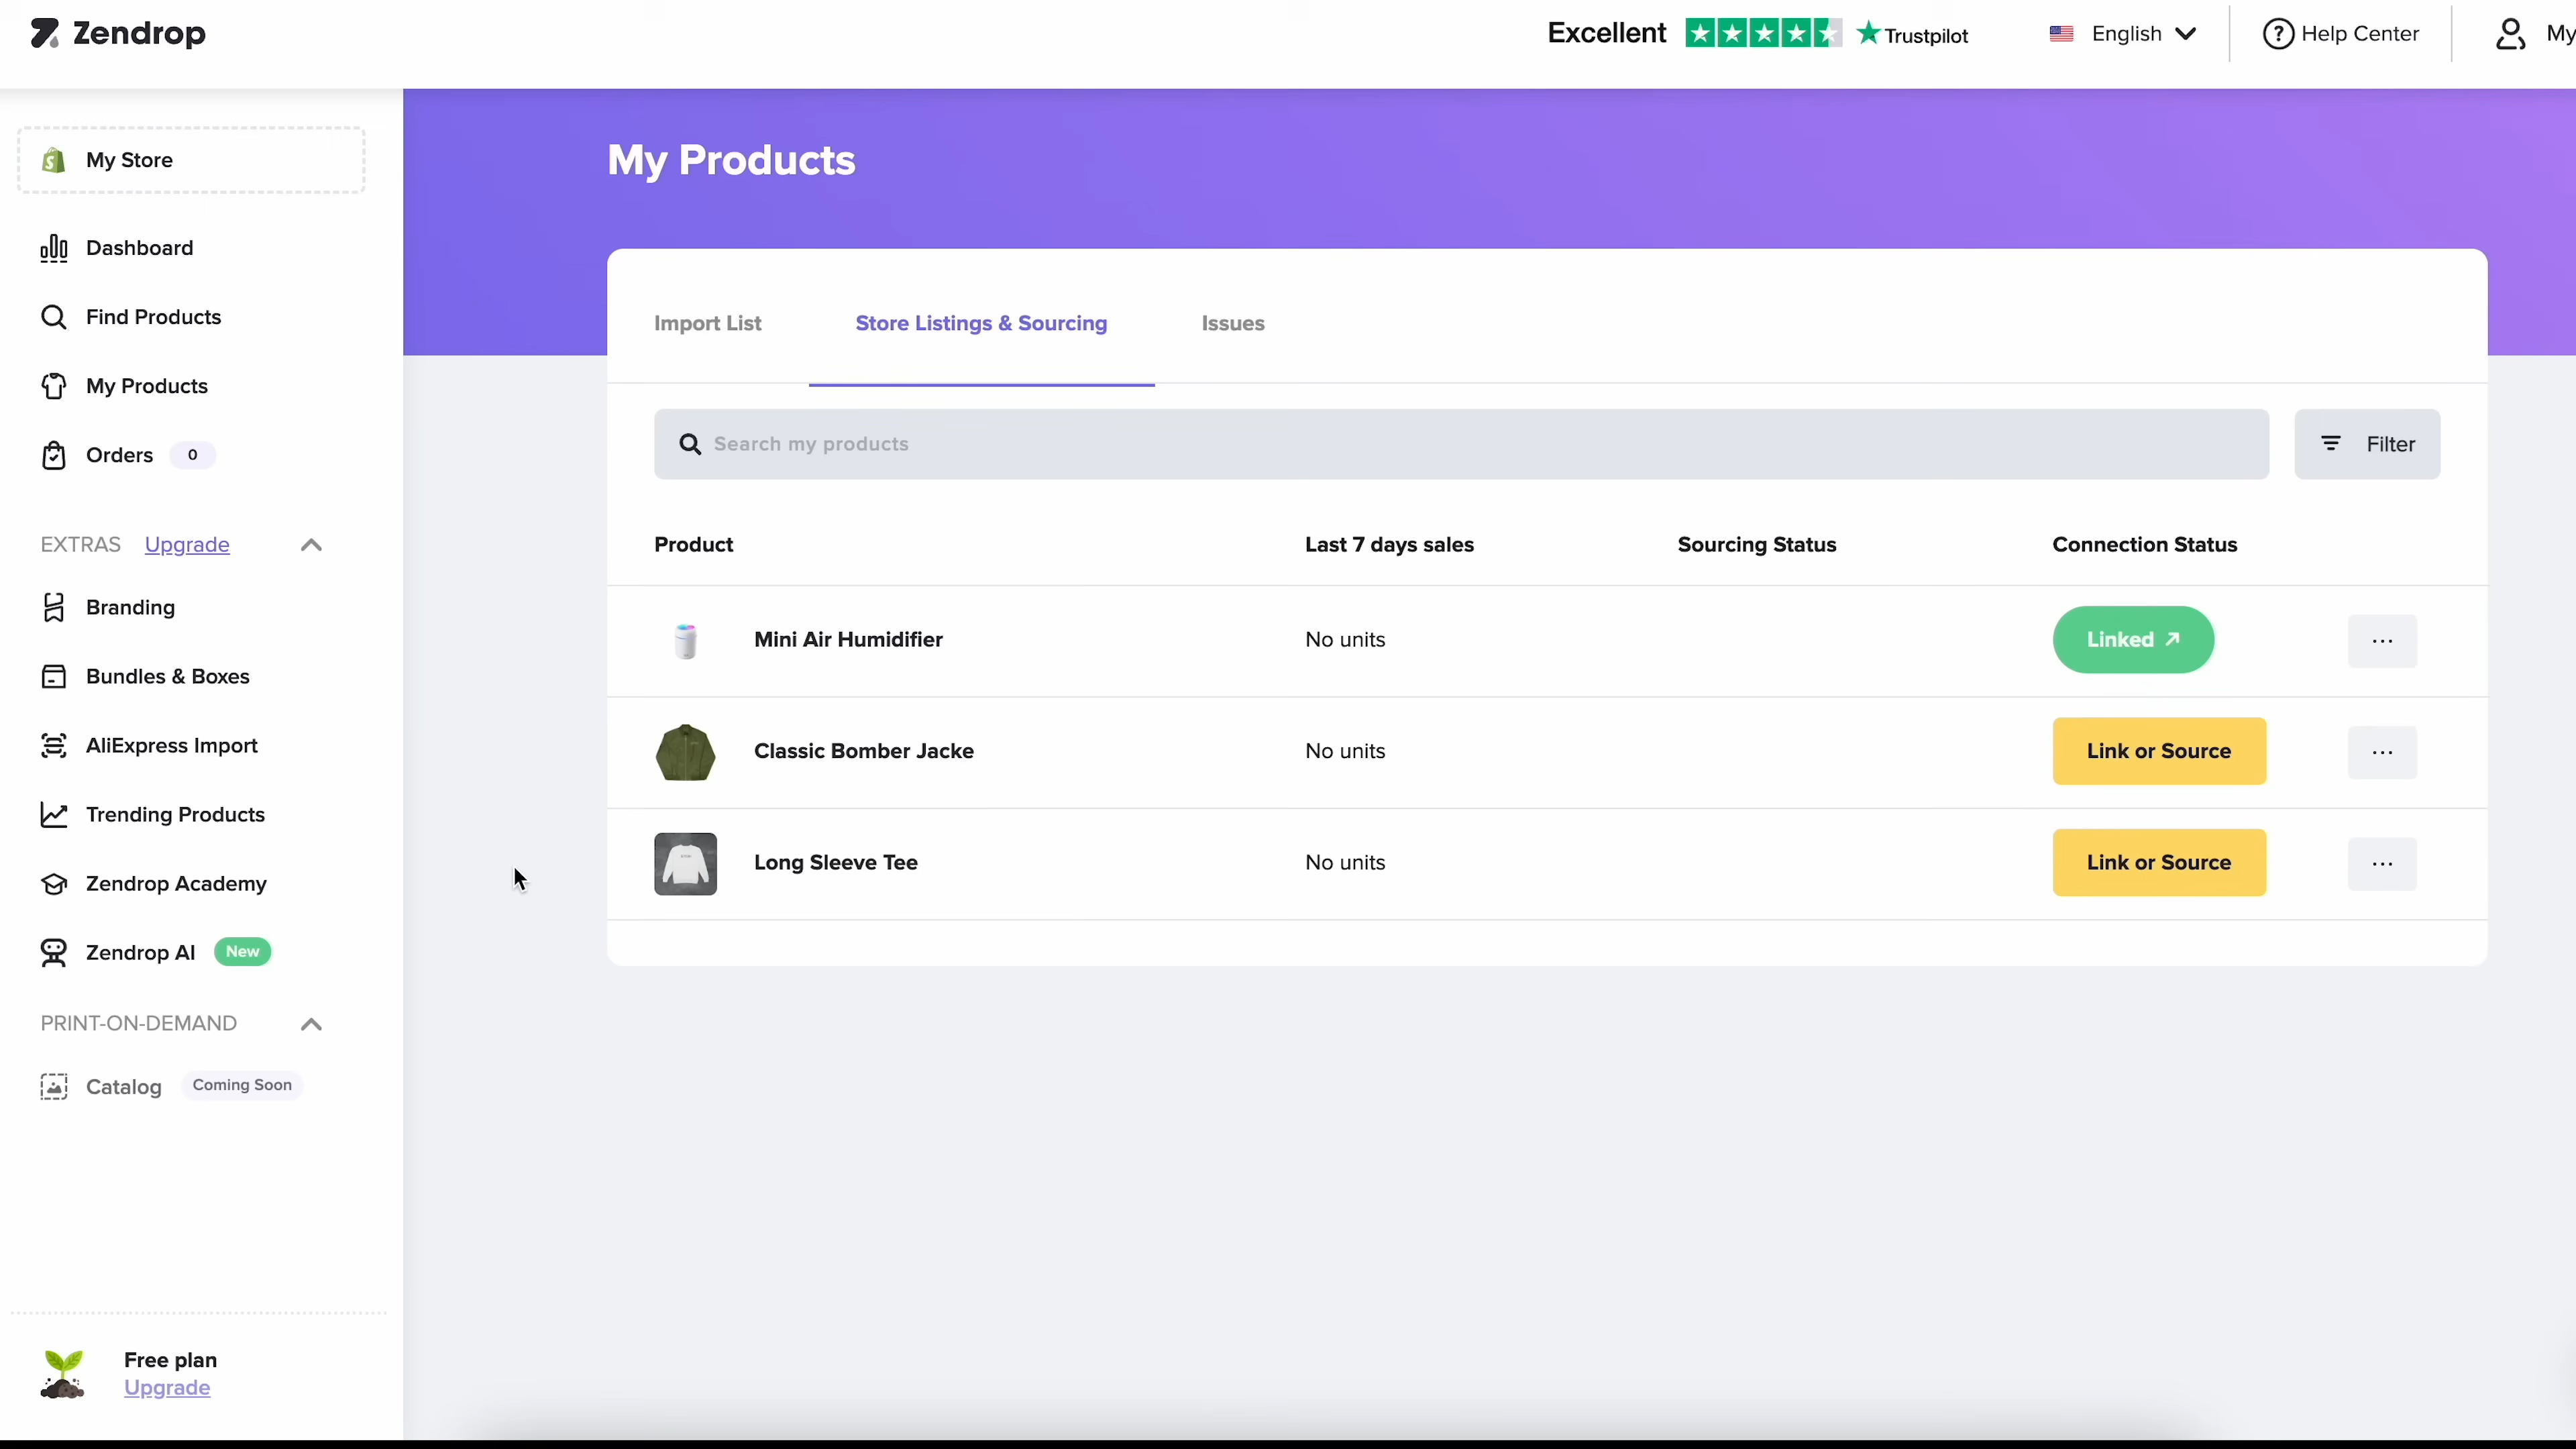 Zendrop
Excellent Trustpilot English Help Center My
My Store
Dashboard
Find Products
My Products
Orders 0
EXTRAS Upgrade
Branding
Bundles & Boxes
AliExpress Import
Trending Products
Zendrop Academy
Zendrop AI New
PRINT-ON-DEMAND
Catalog Coming Soon
Free plan
Upgrade
My Products
Import List Store Listings & Sourcing Issues
Search my products Filter
Product Last 7 days sales Sourcing Status Connection Status
Mini Air Humidifier No units Linked
Classic Bomber Jacke No units Link or Source
Long Sleeve Tee No units Link or Source